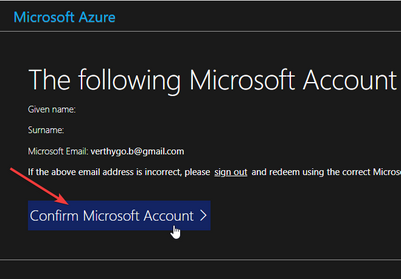 Microsoft Azure
The following Microsoft Account
Given name:
Surname:
Microsoft Email: verthygo.b@gmail.com
If the above email address is incorrect, please sign out and redeem using the correct Micros
Confirm Microsoft Account